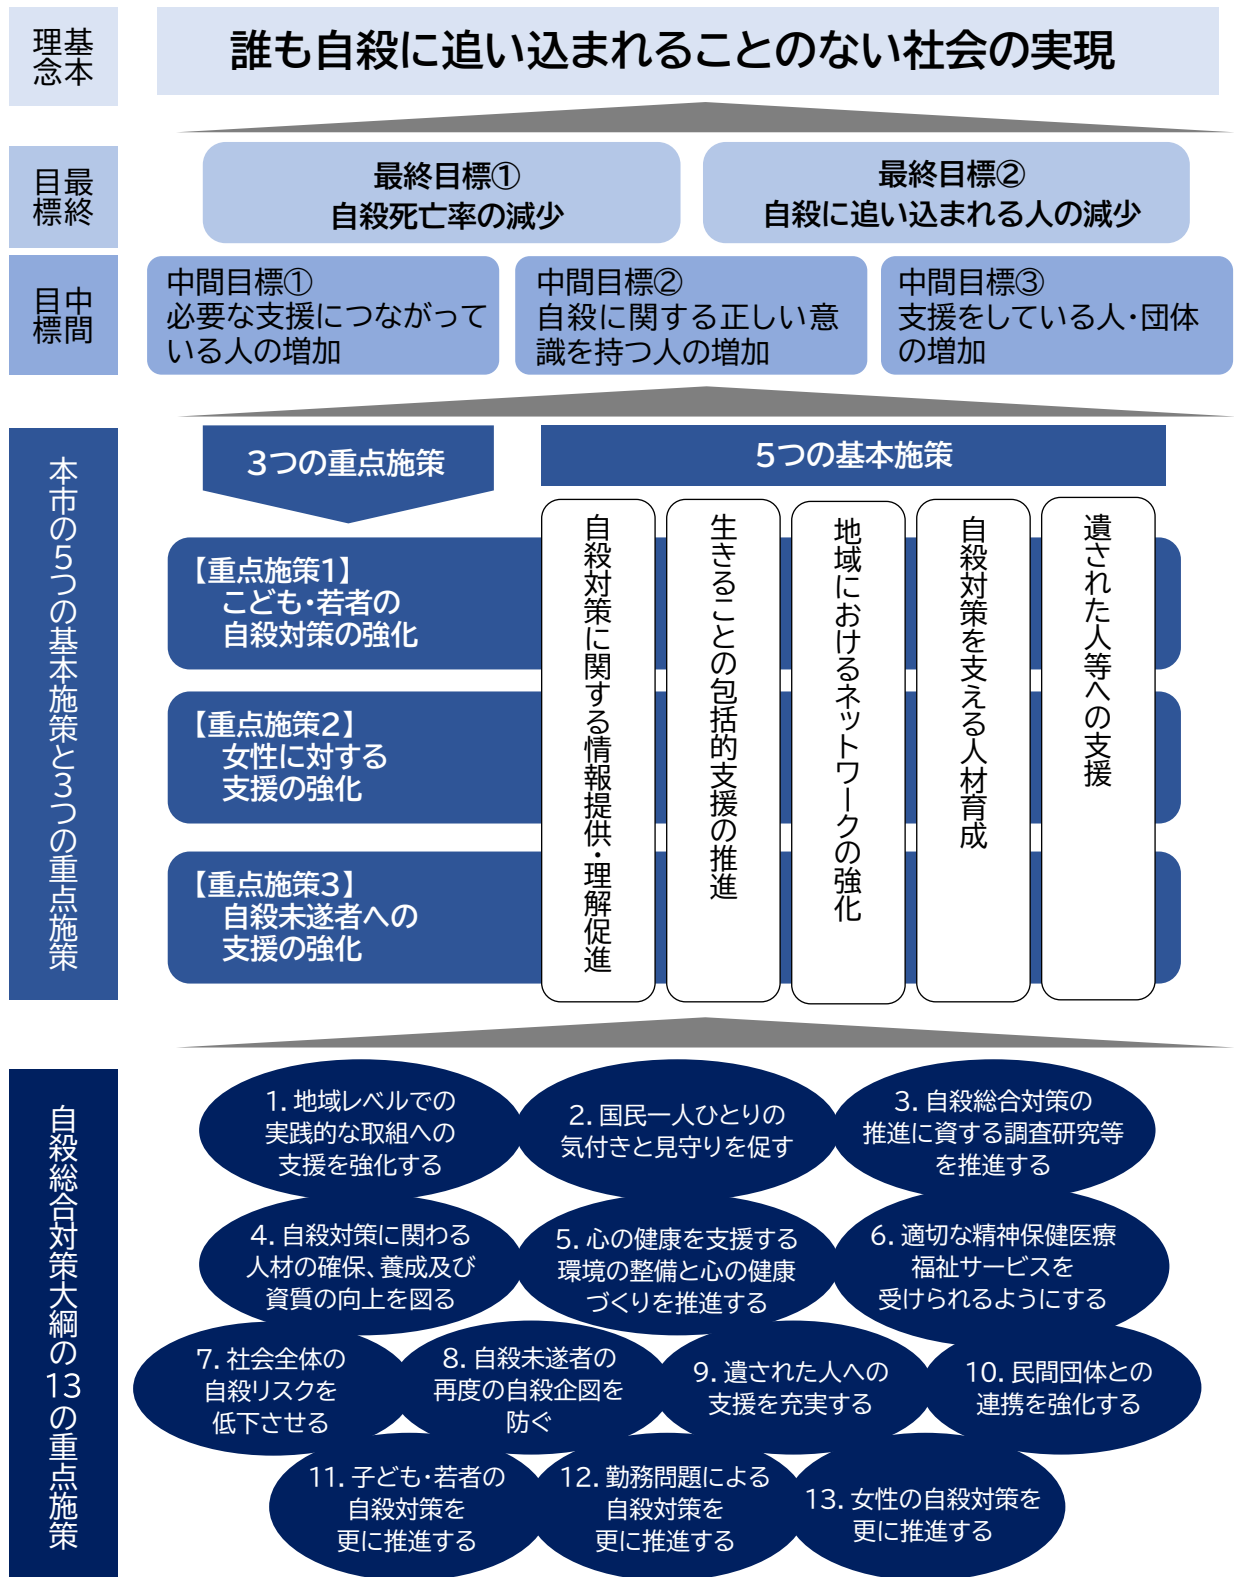 基本
理念
誰も自殺に追い込まれることのない社会の実現
最終
目標
最終目標①
自殺死亡率の減少
最終目標②
自殺に追い込まれる人の減少
中間
目標
中間目標①
必要な支援につながって
いる人の増加
中間目標②
自殺に関する正しい意
識を持つ人の増加
中間目標③
支援をしている人・団体
の増加
本市の5つの基本施策と3つの重点施策
3つの重点施策
5つの基本施策
【重点施策1】
こども・若者の
自殺対策の強化
【重点施策2】
女性に対する
支援の強化
【重点施策3】
自殺未遂者への
支援の強化
自殺対策に関する情報提供・理解促進
生きることの包括的支援の推進
地域におけるネットワークの強化
自殺対策を支える人材育成
遺された人等への支援
自殺総合対策大綱の13の重点施策
1. 地域レベルでの
実践的な取組への
支援を強化する
2. 国民一人ひとりの
気付きと見守りを促す
3. 自殺総合対策の
推進に資する調査研究等
を推進する
4. 自殺対策に関わる
人材の確保、養成及び
資質の向上を図る
5. 心の健康を支援する
環境の整備と心の健康
づくりを推進する
6. 適切な精神保健医療
福祉サービスを
受けられるようにする
7. 社会全体の
自殺リスクを
低下させる
8. 自殺未遂者の
再度の自殺企図を
防ぐ
9. 遺された人への
支援を充実する
10. 民間団体との
連携を強化する
11. 子ども・若者の
自殺対策を
更に推進する
12. 勤務問題による
自殺対策を
更に推進する
13. 女性の自殺対策を
更に推進する